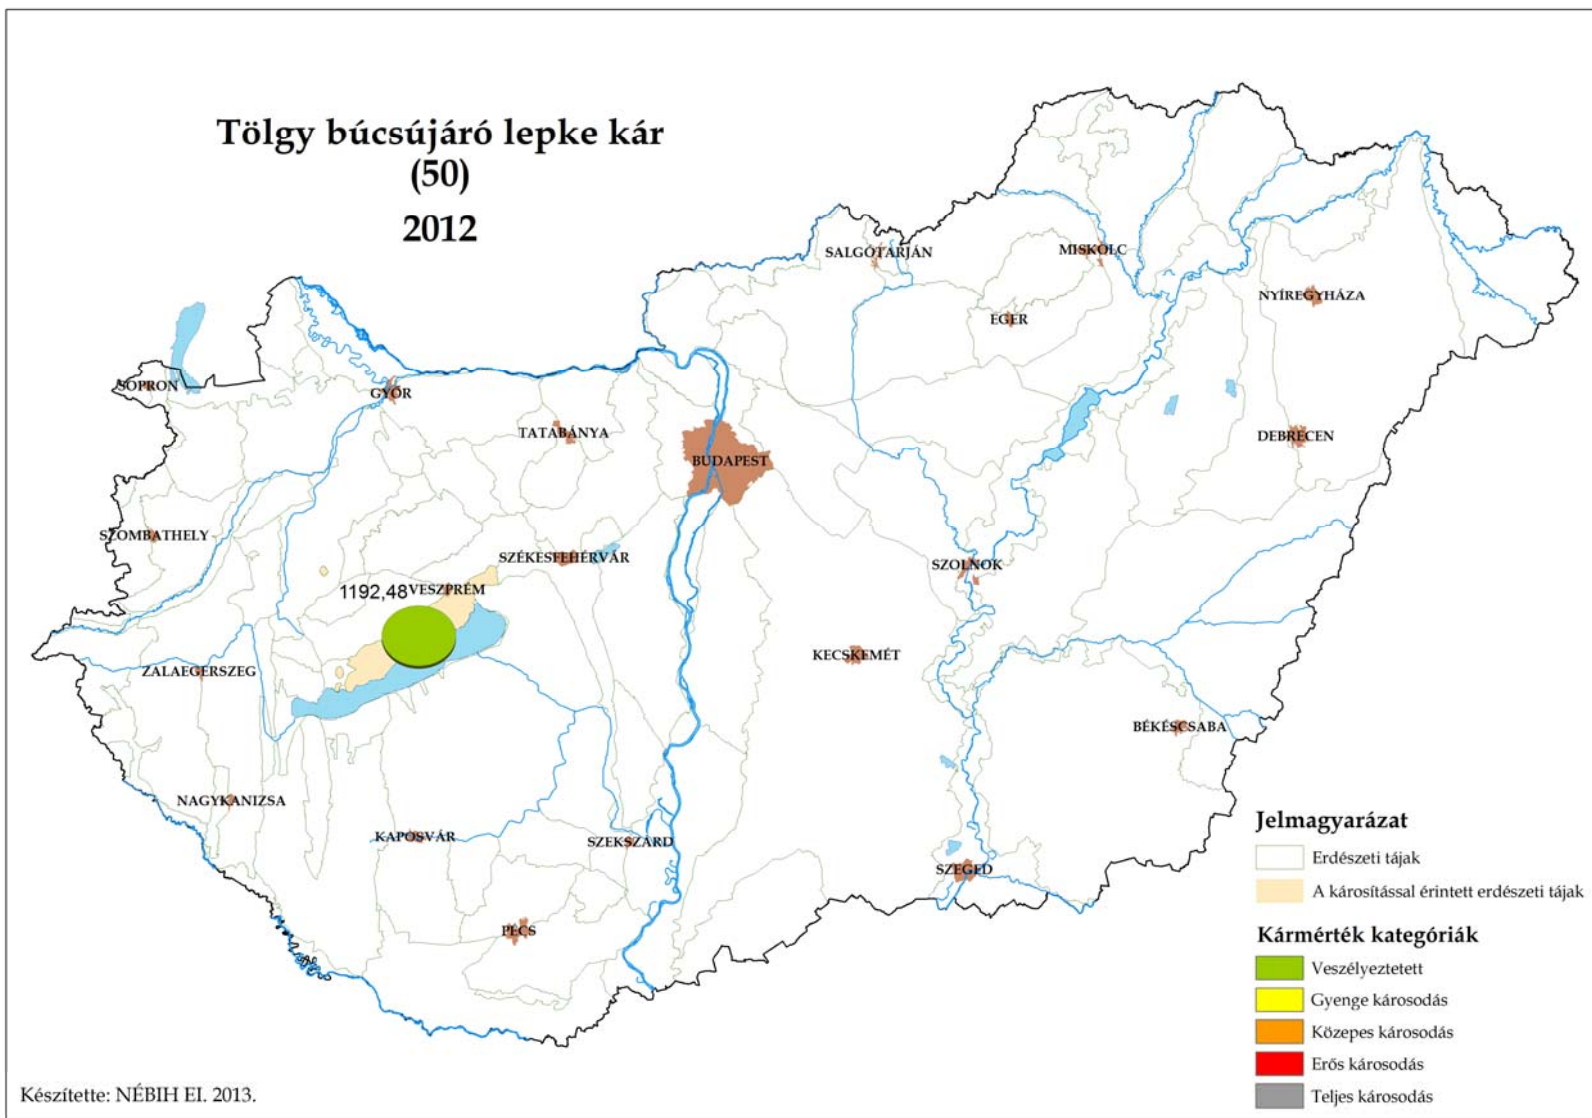 Tölgy búcsújáró lepke kár
(50)
2012
SALGÓTARJÁN
MISKOLC
NYÍREGYHÁZA
EGER
SOPRON
GYŐR
TATABÁNYA
BUDAPEST
DEBRECEN
SZOMBATHELY
SZÉKESFEHÉRVÁR
SZOLNOK
1192,48
VESZPRÉM
KECSKEMÉT
ZALAEGERSZEG
BÉKÉSCSABA
NAGYKANIZSA
KAPOSVÁR
SZEKSZÁRD
SZEGED
PÉCS
Jelmagyarázat
Erdészeti tájak
A károsítással érintett erdészeti tájak
Kármérték kategóriák
Veszélyeztetett
Gyenge károsodás
Közepes károsodás
Erős károsodás
Teljes károsodás
Készítette: NÉBIH EI. 2013.